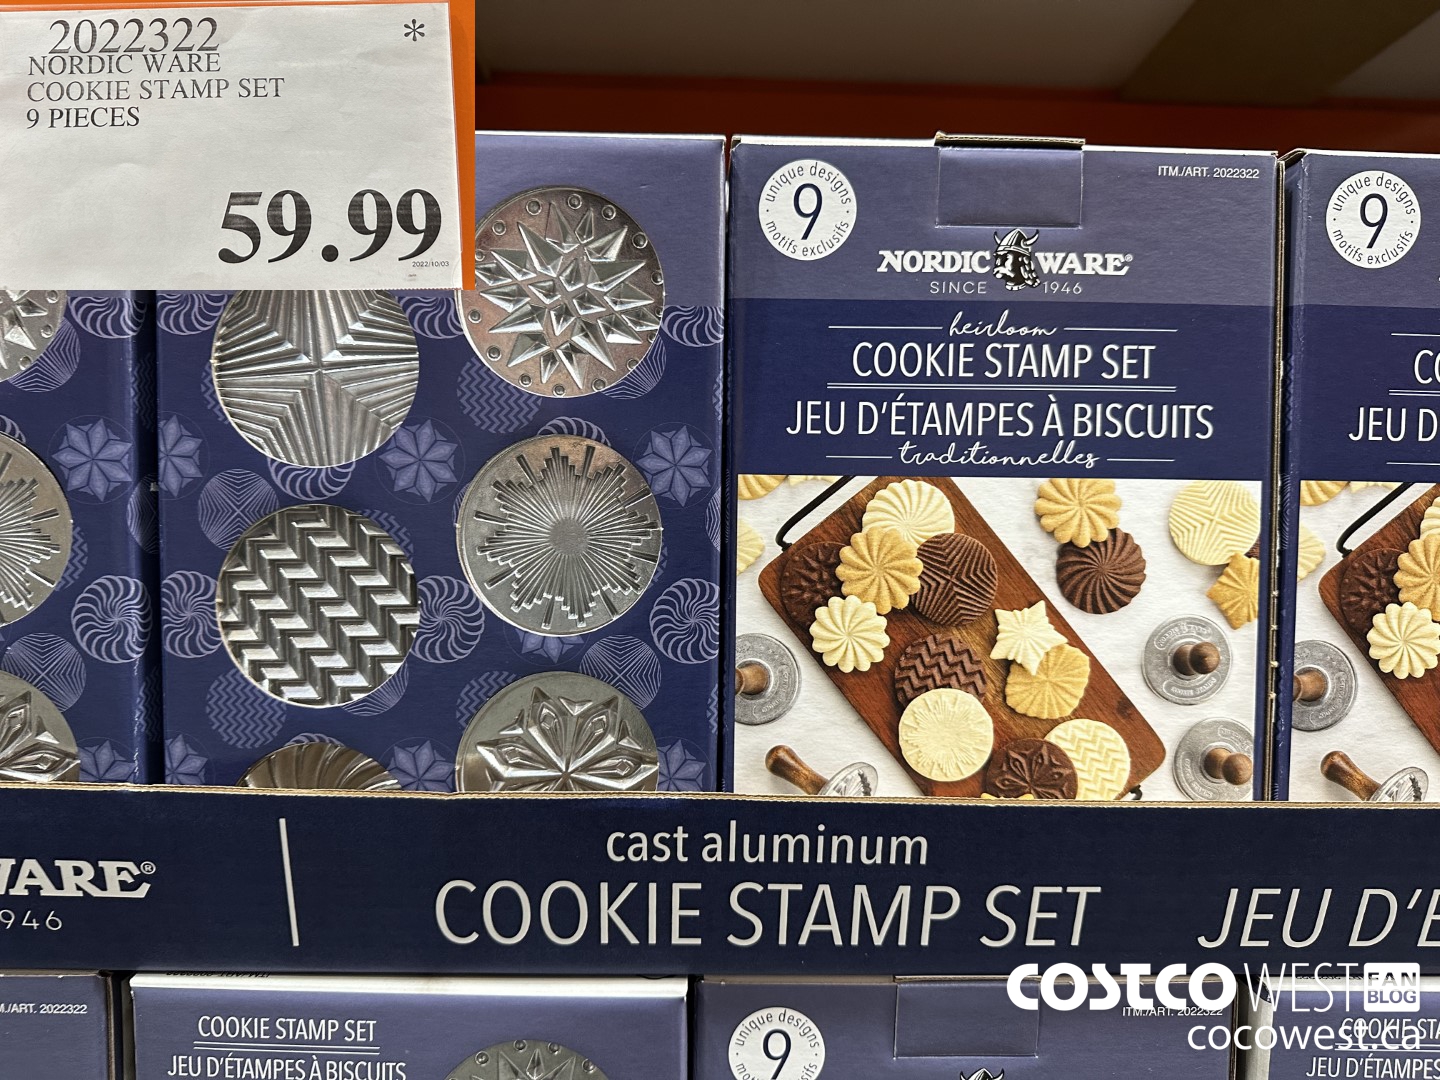 2022322
*
NORDIC WARE
COOKIE STAMP SET
9 PIECES
59.99
2022/10/03
unique designs
9
motifs exclusifs
ITM./ART. 2022322
NORDIC WARE®
SINCE 1946
heirloom
COOKIE STAMP SET
JEU D'ÉTAMPES À BISCUITS
traditionnelles
unique designs
9
motifs exclusifs
JEU D
WARE®
946
cast aluminum
COOKIE STAMP SET
JEU D'É
COSTCO WEST FAN BLOG
cocowest.ca
ART. 2022322
COOKIE STAMP SET
JEU D'ÉTAMPES À BISCUITS
unique designs
9
ITM./ART. 2022322
COOKIE STA
JEU D'ÉTAMPES